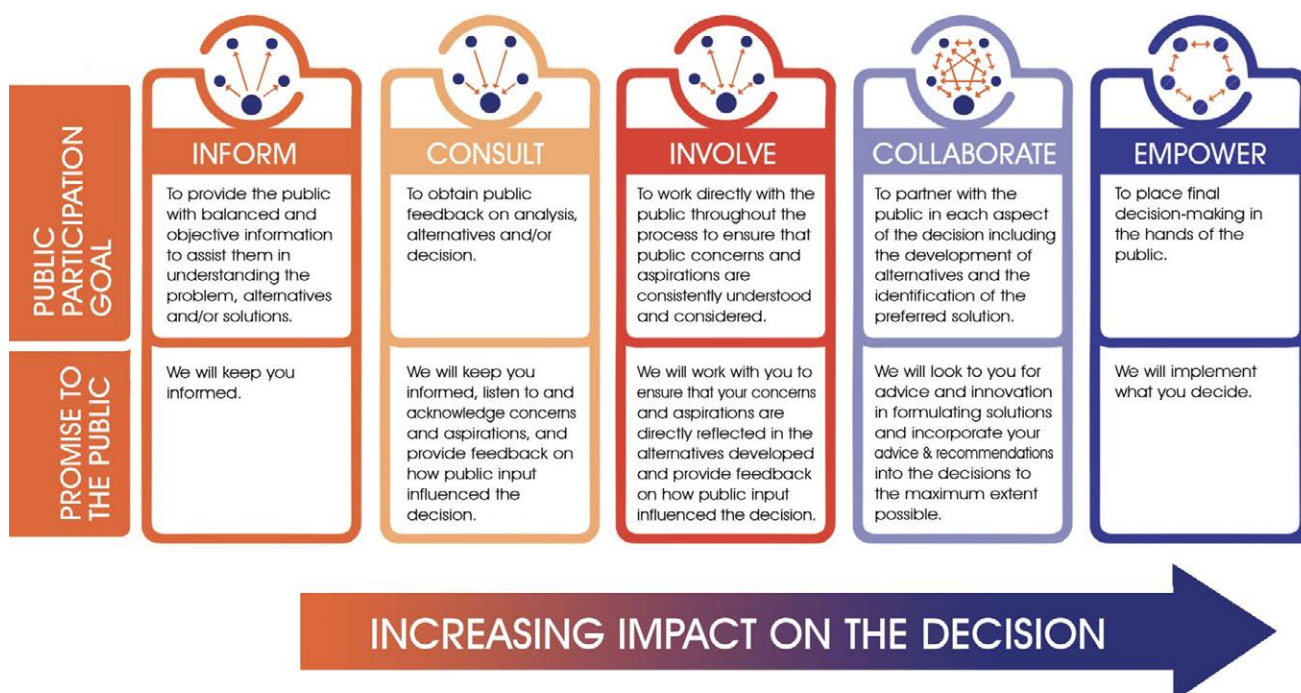 INFORM
CONSULT
INVOLVE
COLLABORATE
EMPOWER
PUBLIC
PARTICIPATION
GOAL
To provide the public
with balanced and
objective information
to assist them in
understanding the
problem, alternatives
and/or solutions.
To obtain public
feedback on analysis,
alternatives and/or
decision.
To work directly with the
public throughout the
process to ensure that
public concerns and
aspirations are
consistently understood
and considered.
To partner with the
public in each aspect
of the decision including
the development of
alternatives and the
identification of the
preferred solution.
To place final
decision-making in
the hands of the
public.
PROMISE TO
THE PUBLIC
We will keep you
informed.
We will keep you
informed, listen to and
acknowledge concerns
and aspirations, and
provide feedback on
how public input
influenced the
decision.
We will work with you to
ensure that your concerns
and aspirations are
directly reflected in the
alternatives developed
and provide feedback
on how public input
influenced the decision.
We will look to you for
advice and innovation
in formulating solutions
and incorporate your
advice & recommendations
into the decisions to
the maximum extent
possible.
We will implement
what you decide.
INCREASING IMPACT ON THE DECISION